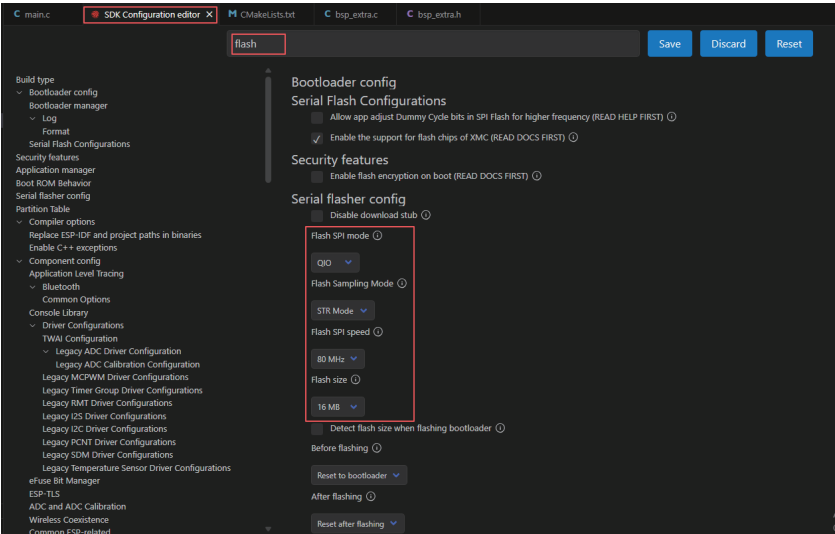 main.c
SDK Configuration editor
CMakeLists.txt
bsp_extra.c
bsp_extra.h
flash
Save
Discard
Reset
Build type
Bootloader config
Bootloader manager
Log
Format
Serial Flash Configurations
Security features
Application manager
Boot ROM Behavior
Serial flasher config
Partition Table
Compiler options
Replace ESP-IDF and project paths in binaries
Enable C++ exceptions
Component config
Application Level Tracing
Bluetooth
Common Options
Console Library
Driver Configurations
TWAI Configuration
Legacy ADC Driver Configuration
Legacy ADC Calibration Configuration
Legacy MCPWM Driver Configurations
Legacy Timer Group Driver Configurations
Legacy RMT Driver Configurations
Legacy I2S Driver Configurations
Legacy I2C Driver Configurations
Legacy PCNT Driver Configurations
Legacy SDM Driver Configurations
Legacy Temperature Sensor Driver Configurations
eFuse Bit Manager
ESP-TLS
ADC and ADC Calibration
Wireless Coexistence
Common ESP-related
Bootloader config
Serial Flash Configurations
Allow app adjust Dummy Cycle bits in SPI Flash for higher frequency (READ HELP FIRST)
Enable the support for flash chips of XMC (READ DOCS FIRST)
Security features
Enable flash encryption on boot (READ DOCS FIRST)
Serial flasher config
Disable download stub
Flash SPI mode
QIO
Flash Sampling Mode
STR Mode
Flash SPI speed
80 MHz
Flash size
16 MB
Detect flash size when flashing bootloader
Before flashing
Reset to bootloader
After flashing
Reset after flashing